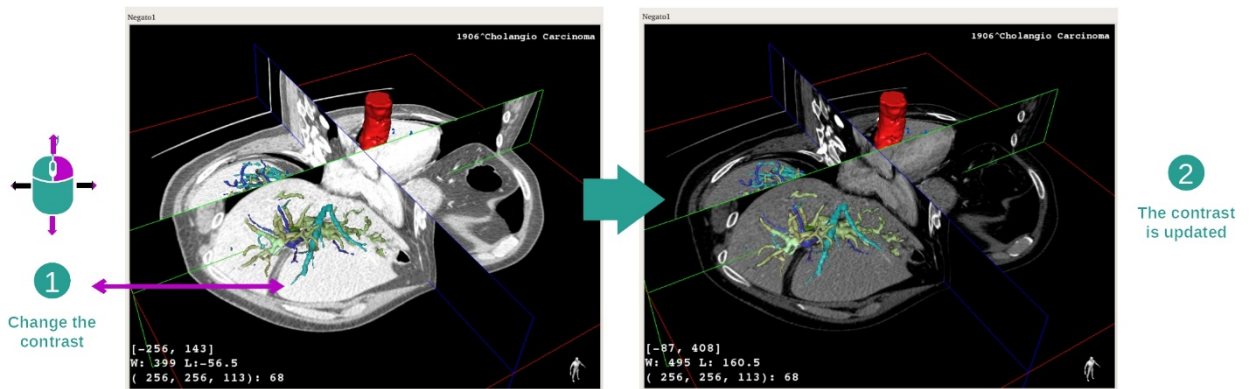 Negato1
1906^Cholangio Carcinoma
[-256, 143]
W: 399 L:-56.5
( 256, 256, 113): 68
1
Change the
contrast
Negato1
1906^Cholangio Carcinoma
[-87, 408]
W: 495 L: 160.5
( 256, 256, 113): 68
2
The contrast
is updated